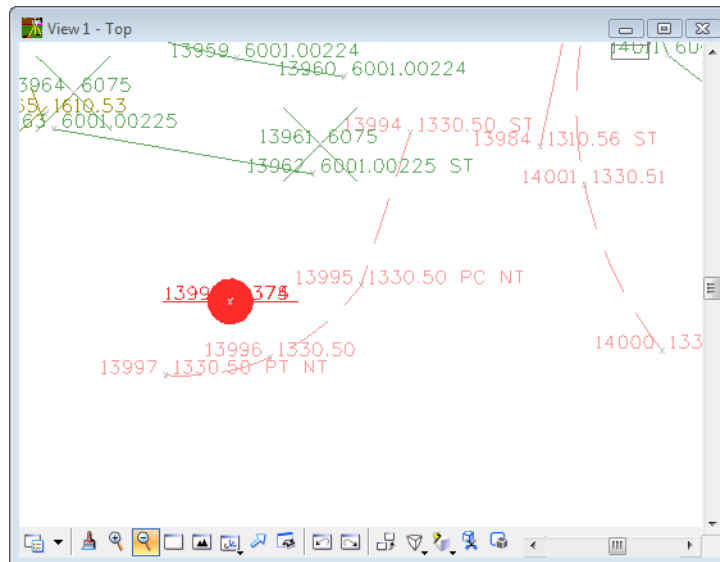 View 1 - Top
13959 6001.00224
13960 6001.00224
6075
1610.53
6001.00225
13961 6075
13994 1330.50 ST
13984 1310.56 ST
13962 6001.00225 ST
14001 1330.51
13995 1330.50 PC NT
13996 1330.50
14000
13997 1330.50 PT NT